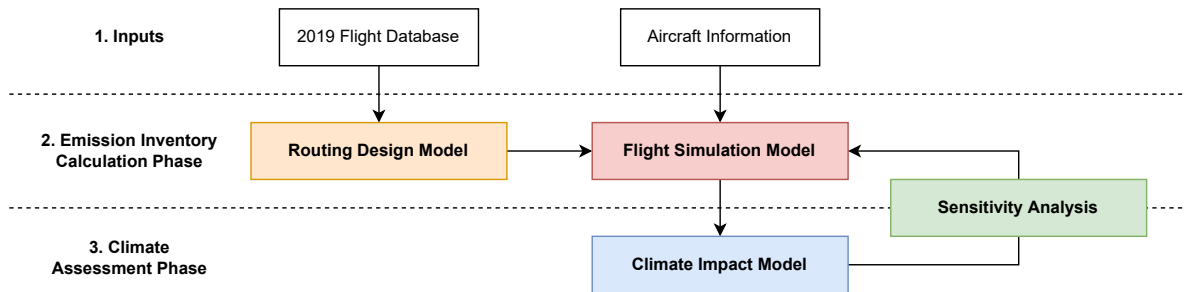 1. Inputs
2019 Flight Database
Aircraft Information
2. Emission Inventory
Calculation Phase
Routing Design Model
Flight Simulation Model
Sensitivity Analysis
3. Climate
Assessment Phase
Climate Impact Model